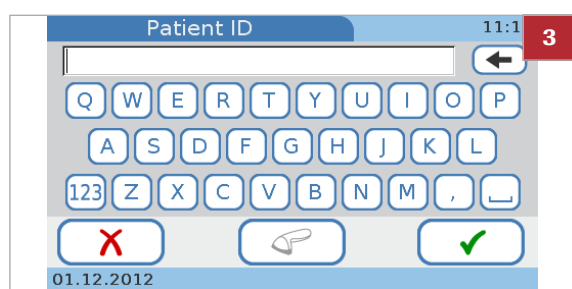 Patient ID 11:1
3
Q W E R T Y U I O P
A S D F G H J K L
123 Z X C V B N M ,
01.12.2012